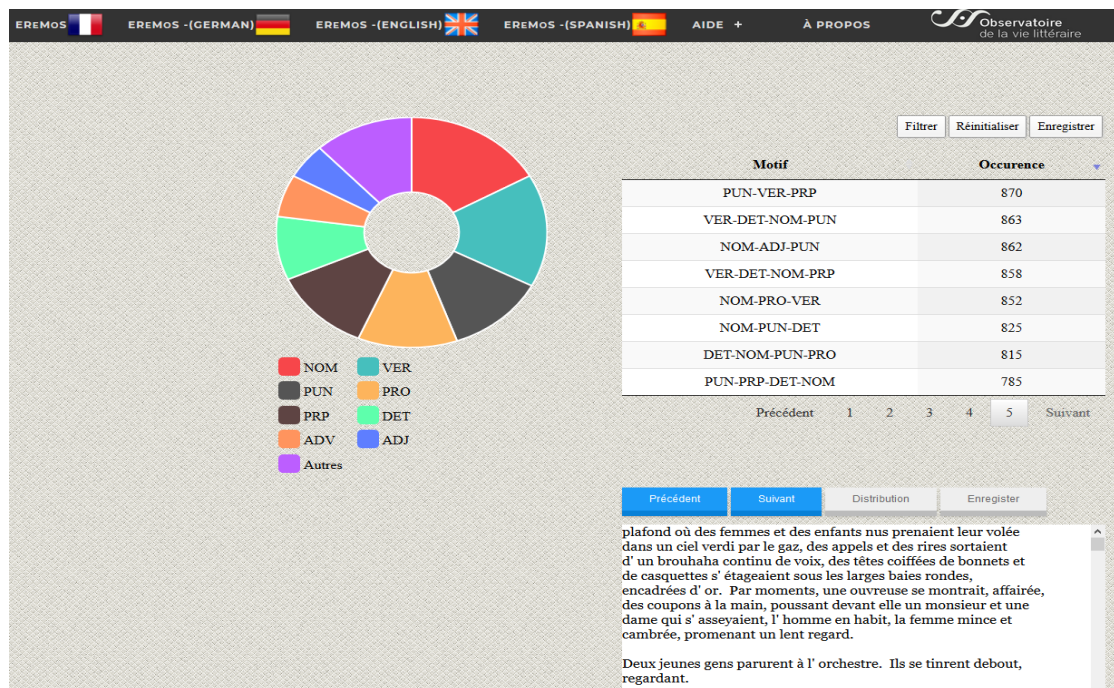 EREMOS EREMOS -(GERMAN) EREMOS -(ENGLISH) EREMOS -(SPANISH) AIDE + À PROPOS Observatoire
de la vie littéraire
Filtrer Réinitialiser Enregistrer
Motif Occurence
PUN-VER-PRP 870
VER-DET-NOM-PUN 863
NOM-ADJ-PUN 862
VER-DET-NOM-PRP 858
NOM-PRO-VER 852
NOM-PUN-DET 825
DET-NOM-PUN-PRO 815
PUN-PRP-DET-NOM 785
Précédent 1 2 3 4 5 Suivant
NOM VER
PUN PRO
PRP DET
ADV ADJ
Autres
Précédent Suivant Distribution Enregister
plafond où des femmes et des enfants nus prenaient leur volée
dans un ciel verdi par le gaz, des appels et des rires sortaient
d' un brouhaha continu de voix, des têtes coiffées de bonnets et
de casquettes s' étageaient sous les larges baies rondes,
encadrées d' or. Par moments, une ouvreuse se montrait, affairée,
des coupons à la main, poussant devant elle un monsieur et une
dame qui s' asseyaient, l' homme en habit, la femme mince et
cambrée, promenant un lent regard.
Deux jeunes gens parurent à l' orchestre. Ils se tinrent debout,
regardant.